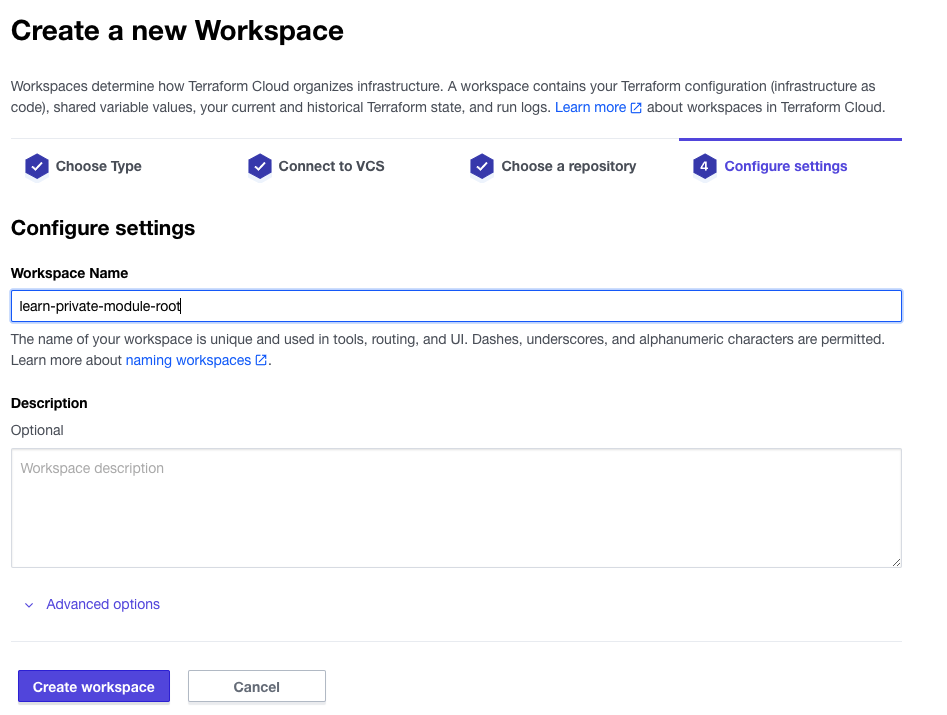 Create a new Workspace
Workspaces determine how Terraform Cloud organizes infrastructure. A workspace contains your Terraform configuration (infrastructure as
code), shared variable values, your current and historical Terraform state, and run logs. Learn more about workspaces in Terraform Cloud.
Choose Type
Connect to VCS
Choose a repository
4 Configure settings
Configure settings
Workspace Name
learn-private-module-root
The name of your workspace is unique and used in tools, routing, and UI. Dashes, underscores, and alphanumeric characters are permitted.
Learn more about naming workspaces.
Description
Optional
Workspace description
Advanced options
Create workspace
Cancel